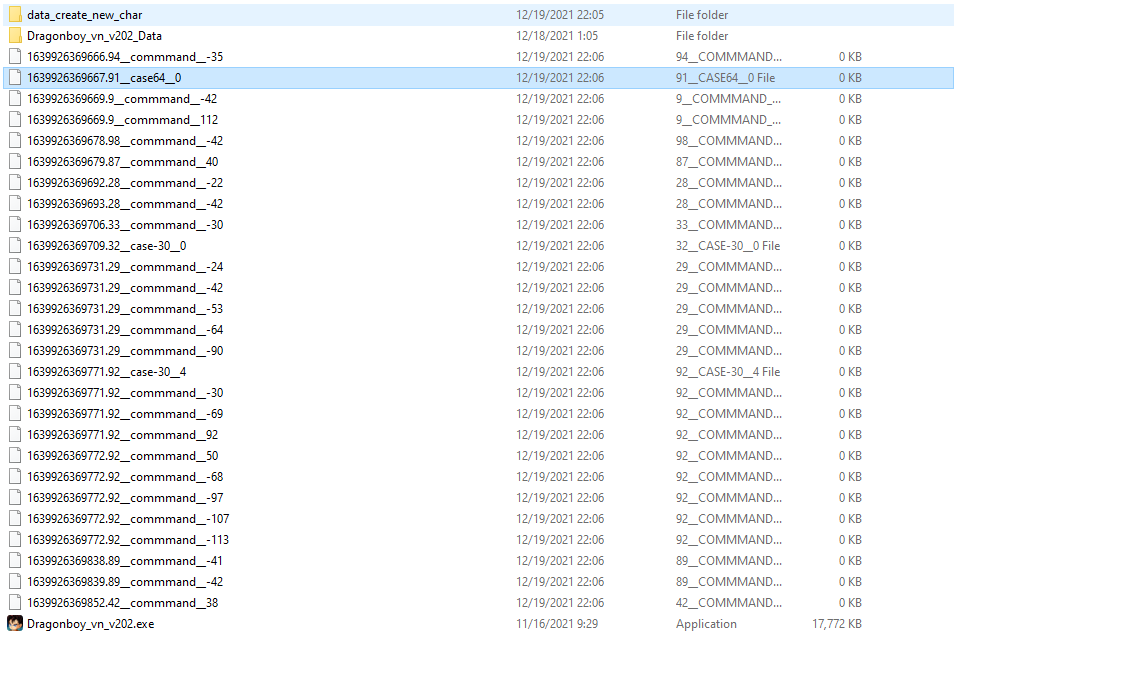 data_create_new_char 12/19/2021 22:05 File folder
Dragonboy_vn_v202_Data 12/18/2021 1:05 File folder
1639926369666.94__commmand__-35 12/19/2021 22:06 94__COMMMAND... 0 KB
1639926369667.91__case64__0 12/19/2021 22:06 91__CASE64__0 File 0 KB
1639926369669.9__commmand__-42 12/19/2021 22:06 9__COMMMAND_... 0 KB
1639926369669.9__commmand__112 12/19/2021 22:06 9__COMMMAND_... 0 KB
1639926369678.98__commmand__-42 12/19/2021 22:06 98__COMMMAND... 0 KB
1639926369679.87__commmand__40 12/19/2021 22:06 87__COMMMAND... 0 KB
1639926369692.28__commmand__-22 12/19/2021 22:06 28__COMMMAND... 0 KB
1639926369693.28__commmand__-42 12/19/2021 22:06 28__COMMMAND... 0 KB
1639926369706.33__commmand__-30 12/19/2021 22:06 33__COMMMAND... 0 KB
1639926369709.32__case-30__0 12/19/2021 22:06 32__CASE-30__0 File 0 KB
1639926369731.29__commmand__-24 12/19/2021 22:06 29__COMMMAND... 0 KB
1639926369731.29__commmand__-42 12/19/2021 22:06 29__COMMMAND... 0 KB
1639926369731.29__commmand__-53 12/19/2021 22:06 29__COMMMAND... 0 KB
1639926369731.29__commmand__-64 12/19/2021 22:06 29__COMMMAND... 0 KB
1639926369731.29__commmand__-90 12/19/2021 22:06 29__COMMMAND... 0 KB
1639926369771.92__case-30__4 12/19/2021 22:06 92__CASE-30__4 File 0 KB
1639926369771.92__commmand__-30 12/19/2021 22:06 92__COMMMAND... 0 KB
1639926369771.92__commmand__-69 12/19/2021 22:06 92__COMMMAND... 0 KB
1639926369771.92__commmand__92 12/19/2021 22:06 92__COMMMAND... 0 KB
1639926369772.92__commmand__50 12/19/2021 22:06 92__COMMMAND... 0 KB
1639926369772.92__commmand__-68 12/19/2021 22:06 92__COMMMAND... 0 KB
1639926369772.92__commmand__-97 12/19/2021 22:06 92__COMMMAND... 0 KB
1639926369772.92__commmand__-107 12/19/2021 22:06 92__COMMMAND... 0 KB
1639926369772.92__commmand__-113 12/19/2021 22:06 92__COMMMAND... 0 KB
1639926369838.89__commmand__-41 12/19/2021 22:06 89__COMMMAND... 0 KB
1639926369839.89__commmand__-42 12/19/2021 22:06 89__COMMMAND... 0 KB
1639926369852.42__commmand__38 12/19/2021 22:06 42__COMMMAND... 0 KB
Dragonboy_vn_v202.exe 11/16/2021 9:29 Application 17,772 KB